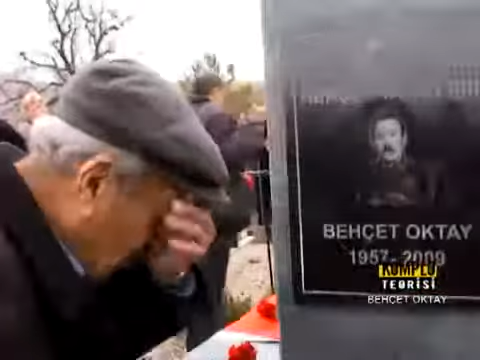 BEHÇET OKTAY
1957-2009
KOMPLO
TEORİSİ
BEHÇET OKTAY